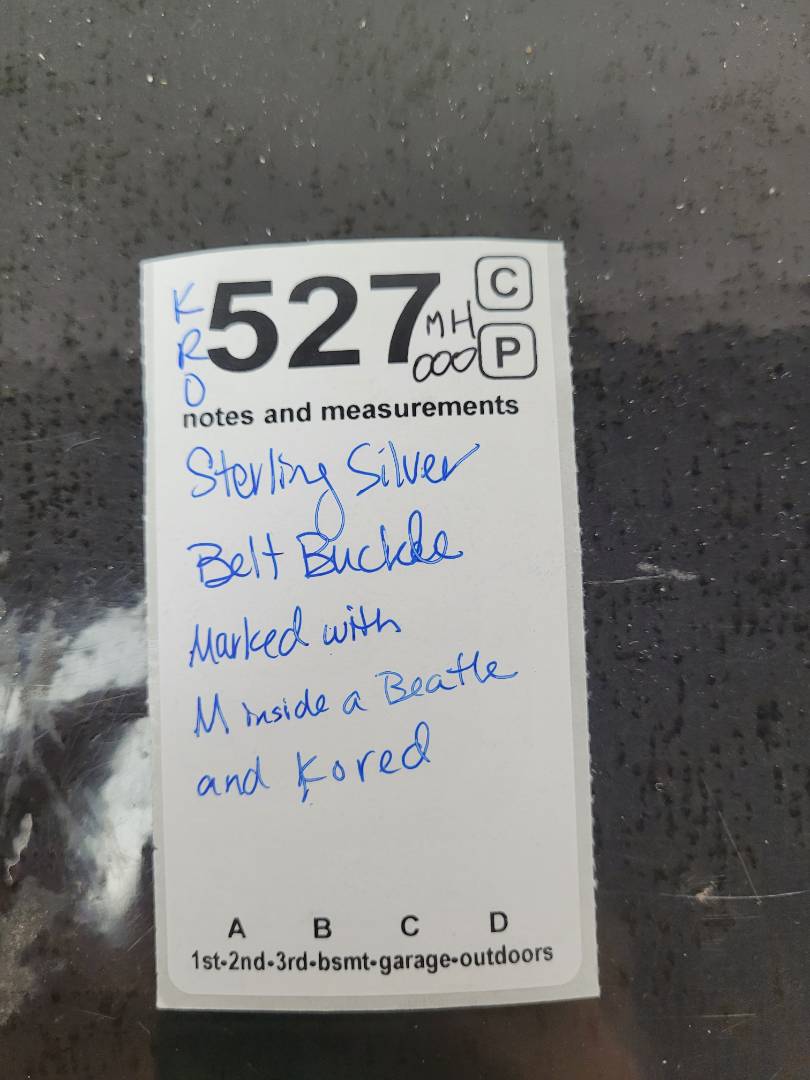 K
R
O
527
MH
000
C
P
notes and measurements
Sterling Silver
Belt Buckle
Marked with
M inside a Beatle
and Kored
A B C D
1st-2nd-3rd-bsmt-garage-outdoors